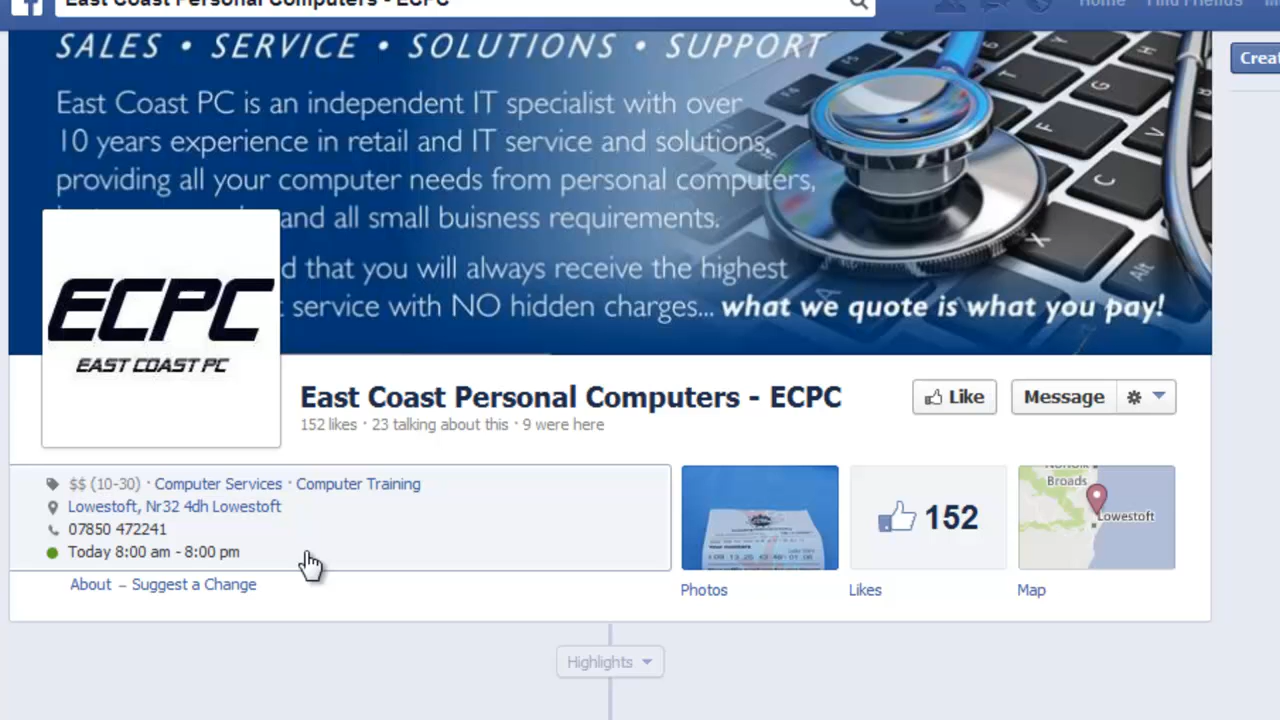 East Coast Personal Computers - ECPC
Home Find Friends
SALES • SERVICE • SOLUTIONS • SUPPORT
East Coast PC is an independent IT specialist with over
10 years experience in retail and IT service and solutions,
providing all your computer needs from personal computers,
and all small buisness requirements.
d that you will always receive the highest
service with NO hidden charges... what we quote is what you pay!
ECPC
EAST COAST PC
East Coast Personal Computers - ECPC
152 likes · 23 talking about this · 9 were here
Like
Message
$$ (10-30) · Computer Services · Computer Training
Lowestoft, Nr32 4dh Lowestoft
07850 472241
Today 8:00 am - 8:00 pm
About – Suggest a Change
Photos
152
Likes
Norfolk
Broads
Lowestoft
Map
Highlights